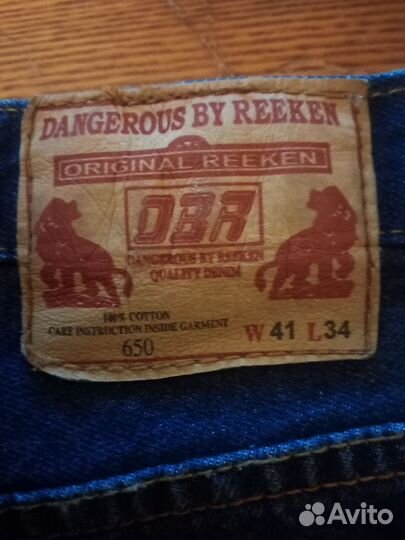 DANGEROUS BY REEKEN
ORIGINAL REEKEN
DBR
DANGEROUS BY REEKEN
QUALITY DENIM
100% COTTON
CARE INSTRUCTION INSIDE GARMENT
650
W 41 L 34
Avito